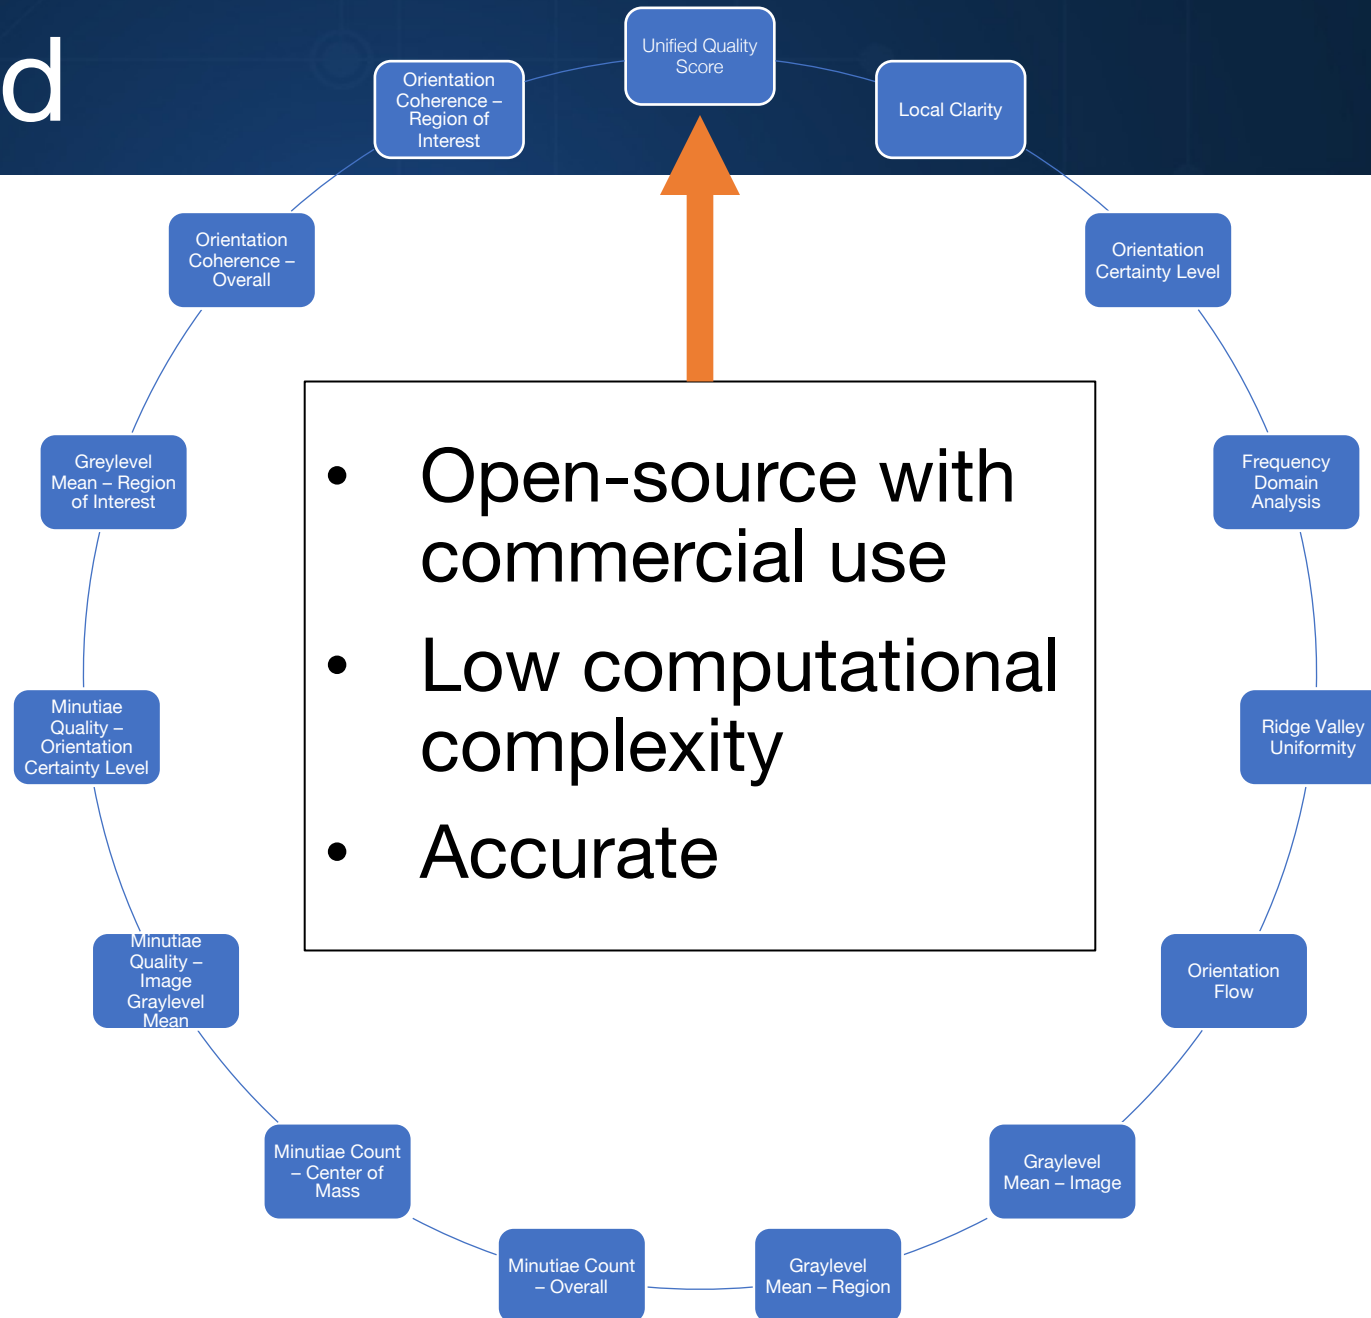 d
Unified Quality
Score
Local Clarity
Orientation
Certainty Level
Frequency
Domain
Analysis
Ridge Valley
Uniformity
Orientation
Flow
Graylevel
Mean – Image
Graylevel
Mean – Region
Minutiae Count
– Overall
Minutiae Count
– Center of
Mass
Minutiae
Quality –
Image
Graylevel
Mean
Minutiae
Quality –
Orientation
Certainty Level
Greylevel
Mean – Region
of Interest
Orientation
Coherence –
Overall
Orientation
Coherence –
Region of
Interest
• Open-source with
commercial use
• Low computational
complexity
• Accurate